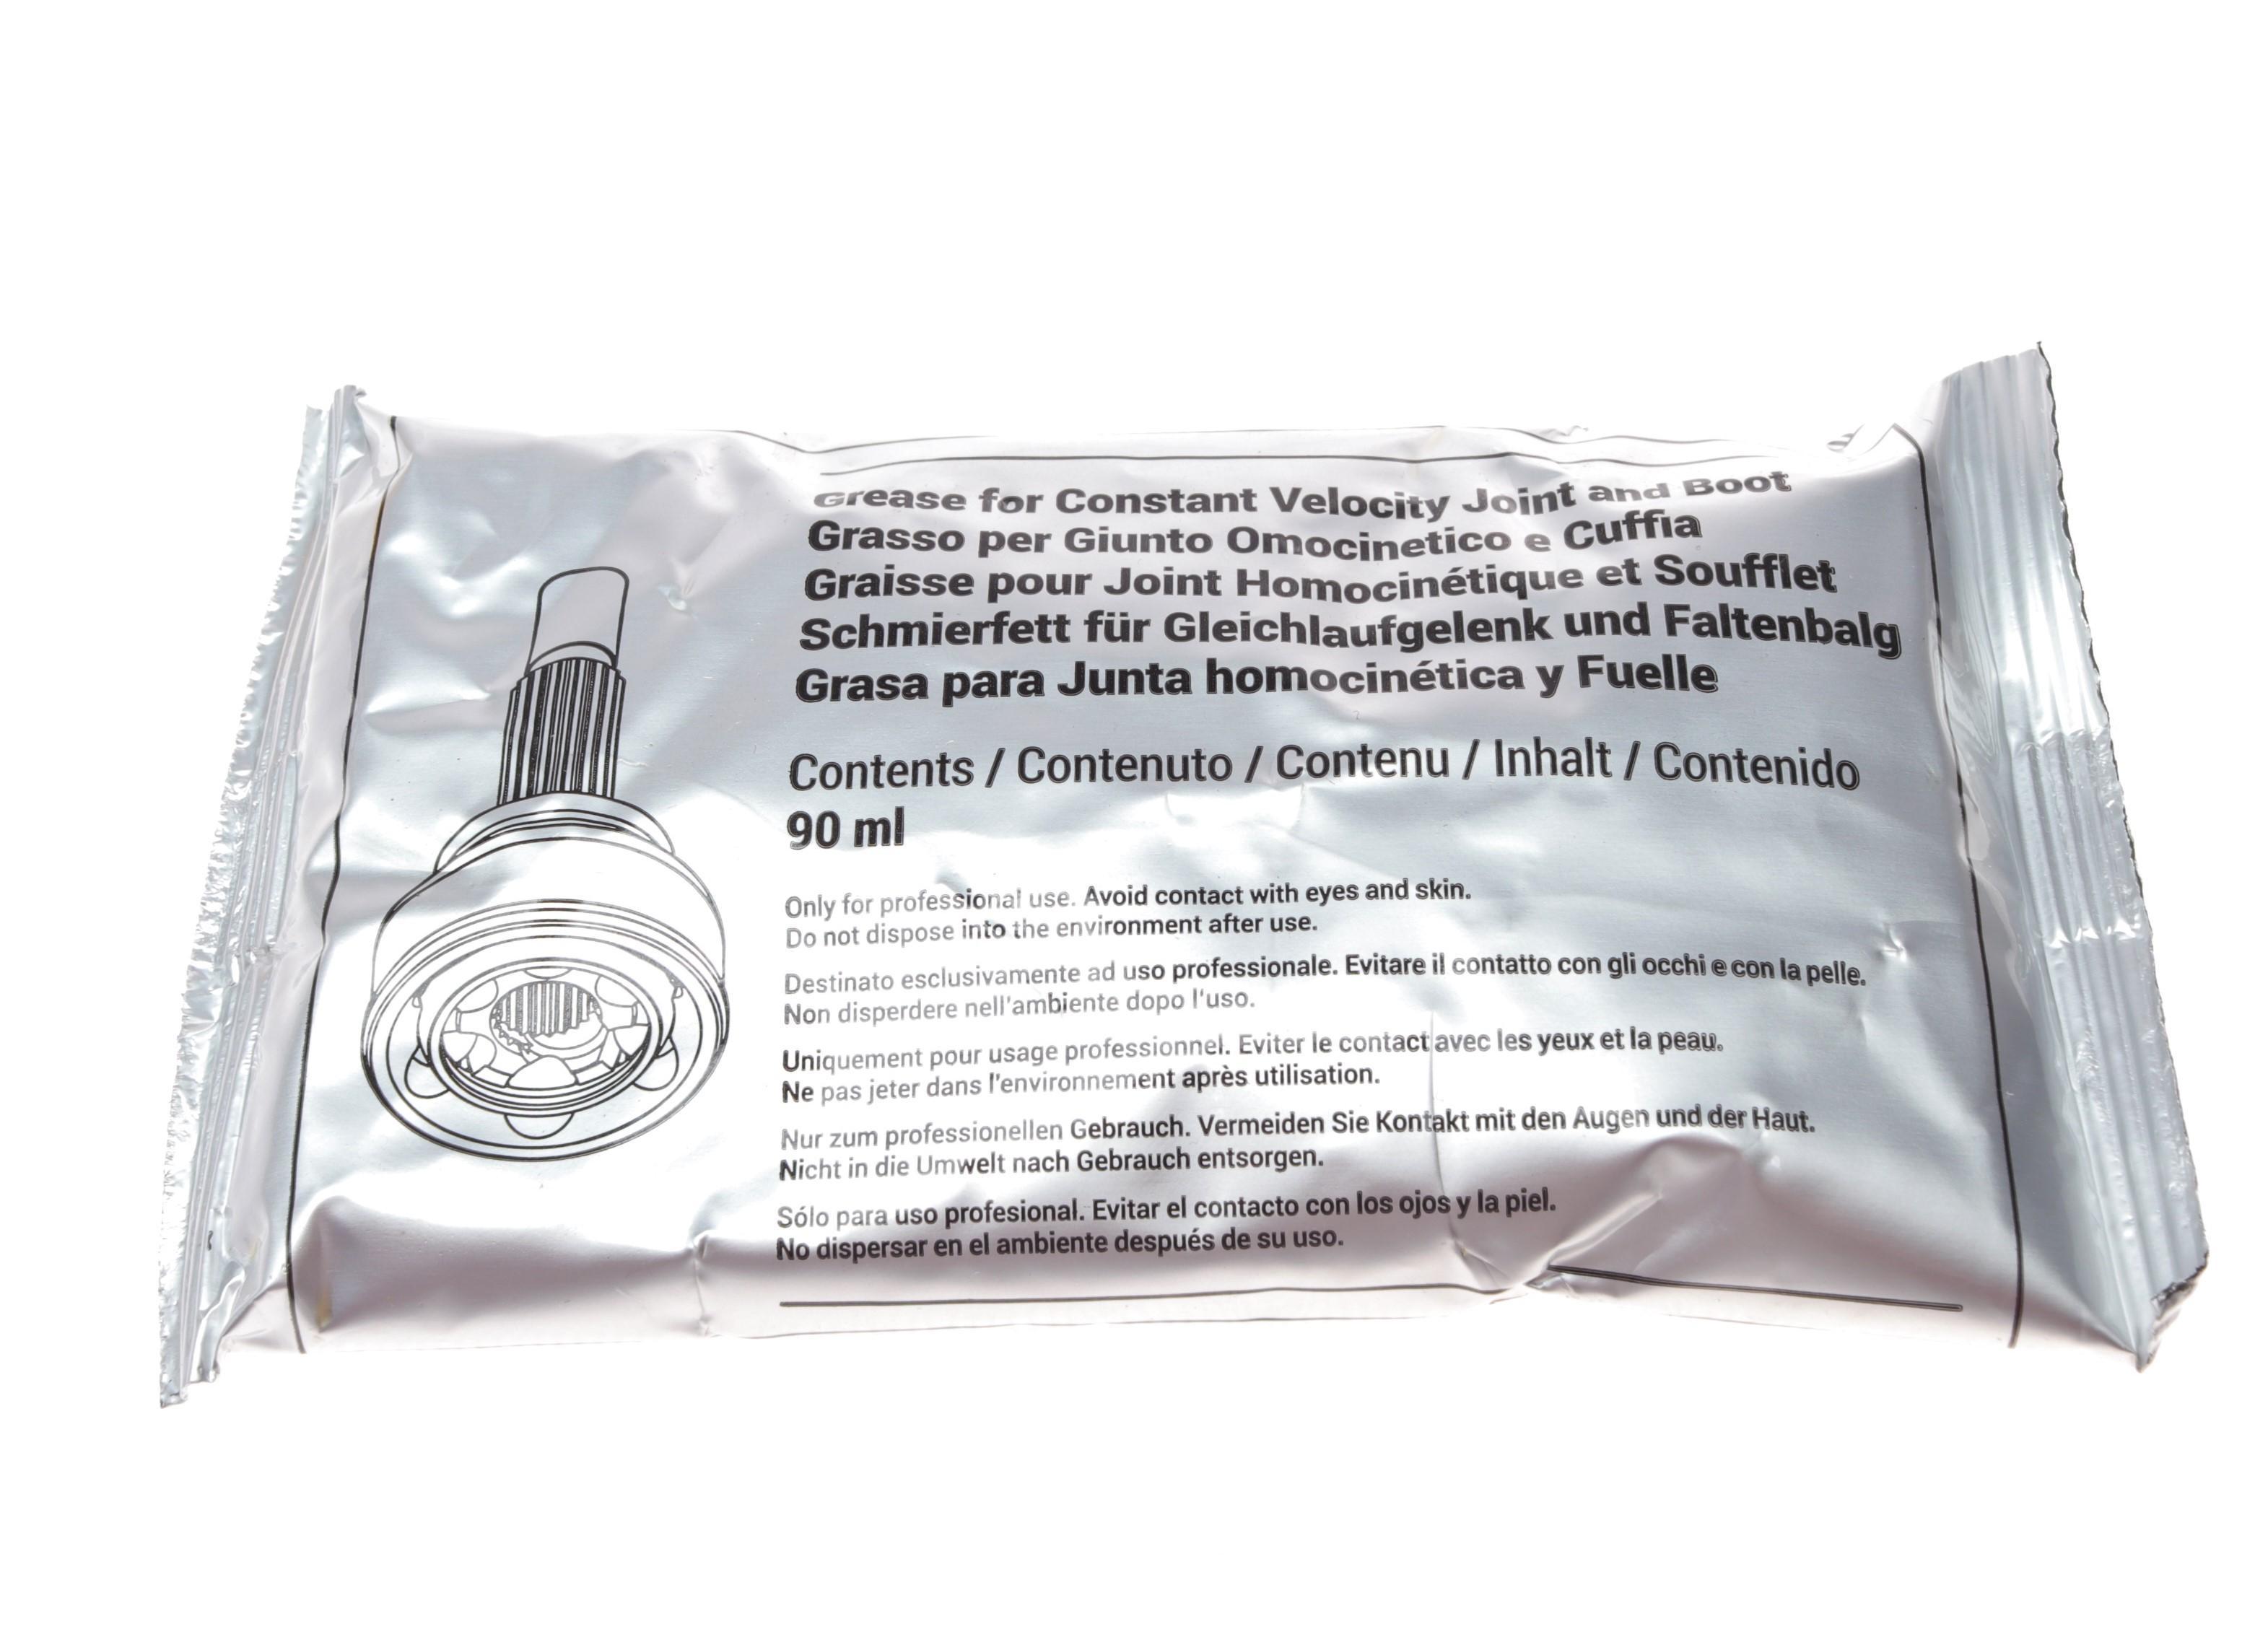 Grease for Constant Velocity Joint and Boot
Grasso per Giunto Omocinetico e Cuffia
Graisse pour Joint Homocinétique et Soufflet
Schmierfett für Gleichlaufgelenk und Faltenbalg
Grasa para Junta homocinética y Fuelle
Contents / Contenuto / Contenu / Inhalt / Contenido
90 ml
Only for professional use. Avoid contact with eyes and skin.
Do not dispose into the environment after use.
Destinato esclusivamente ad uso professionale. Evitare il contatto con gli occhi e con la pelle.
Non disperdere nell'ambiente dopo l'uso.
Uniquement pour usage professionnel. Eviter le contact avec les yeux et la peau.
Ne pas jeter dans l'environnement après utilisation.
Nur zum professionellen Gebrauch. Vermeiden Sie Kontakt mit den Augen und der Haut.
Nicht in die Umwelt nach Gebrauch entsorgen.
Sólo para uso profesional. Evitar el contacto con los ojos y la piel.
No dispersar en el ambiente después de su uso.